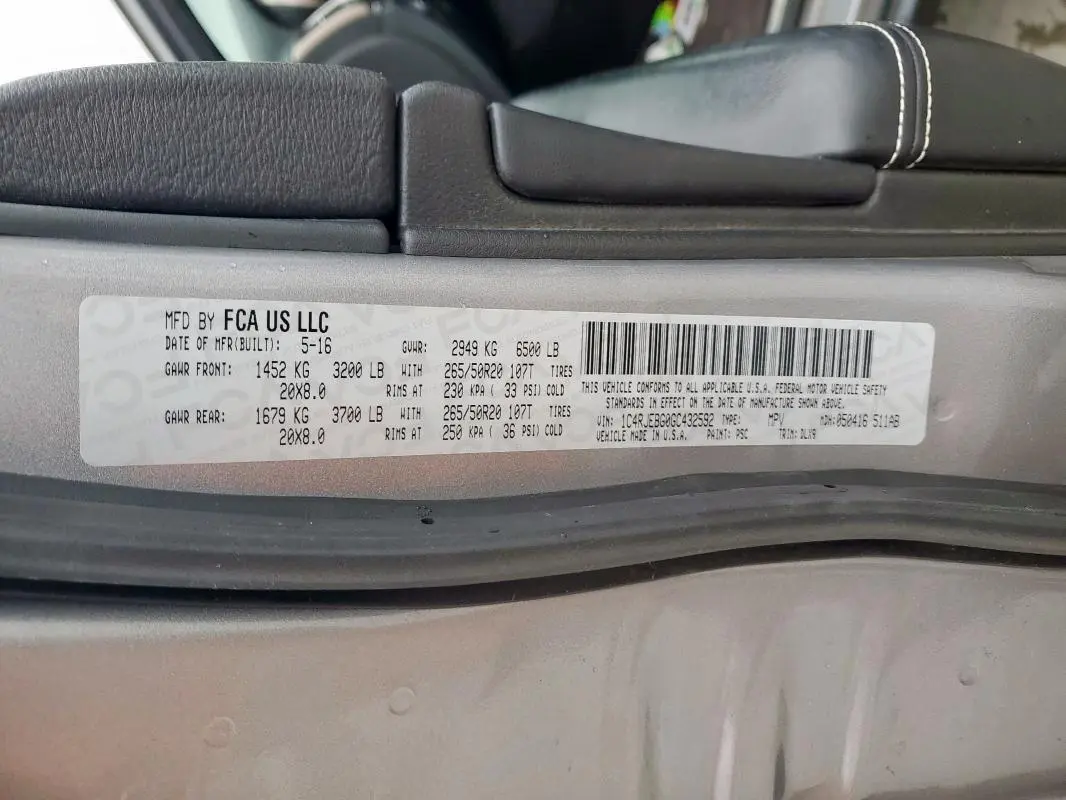 MFD BY FCA US LLC
DATE OF MFR(BUILT): 5-16 GVWR: 2949 KG 6500 LB
GAWR FRONT: 1452 KG 3200 LB WITH 265/50R20 107T TIRES
20X8.0 RIMS AT 230 KPA ( 33 PSI) COLD
GAWR REAR: 1679 KG 3700 LB WITH 265/50R20 107T TIRES
20X8.0 RIMS AT 250 KPA ( 36 PSI) COLD
THIS VEHICLE CONFORMS TO ALL APPLICABLE U.S.A. FEDERAL MOTOR VEHICLE SAFETY
STANDARDS IN EFFECT ON THE DATE OF MANUFACTURE SHOWN ABOVE.
VIN: 1C4RJEBG0GC432592 TYPE: MPV MDH:050416 511AB
VEHICLE MADE IN U.S.A. PAINT: PSC TRIM: DLX9